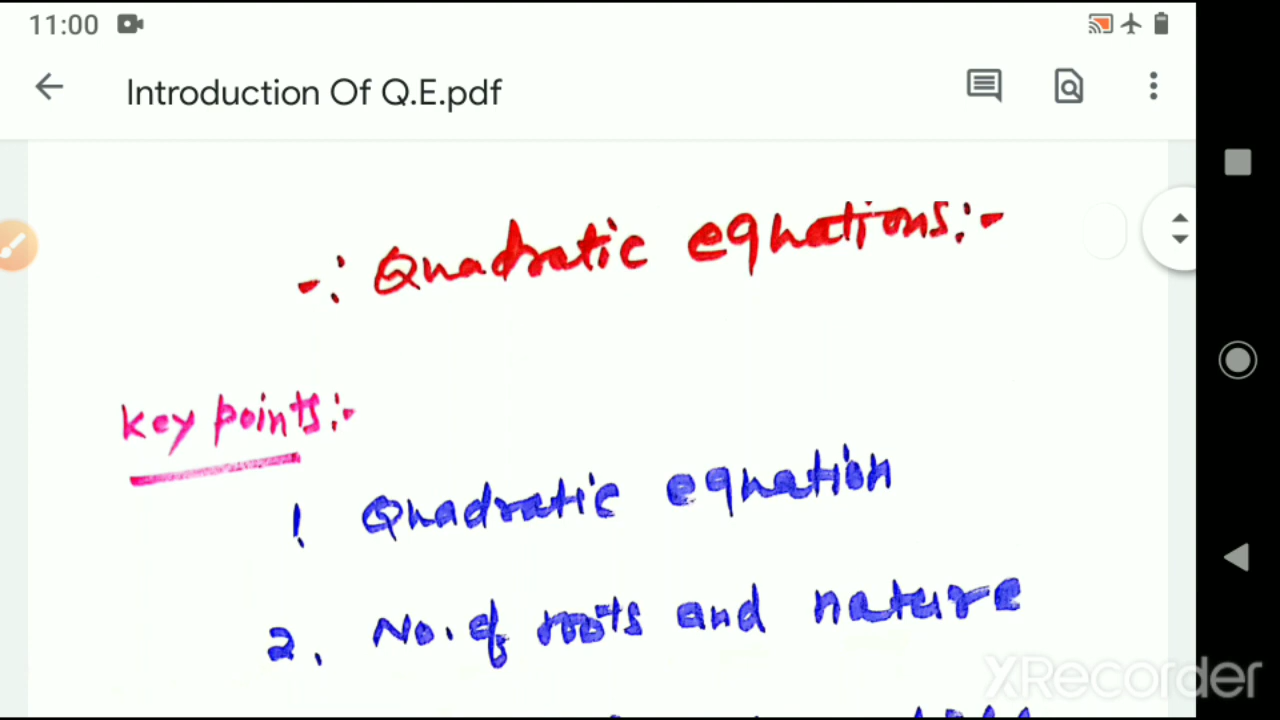 11:00
Introduction Of Q.E.pdf
-: Quadratic equations:-
Key points:-
1. Quadratic equation
2. No. of roots and nature
XRecorder